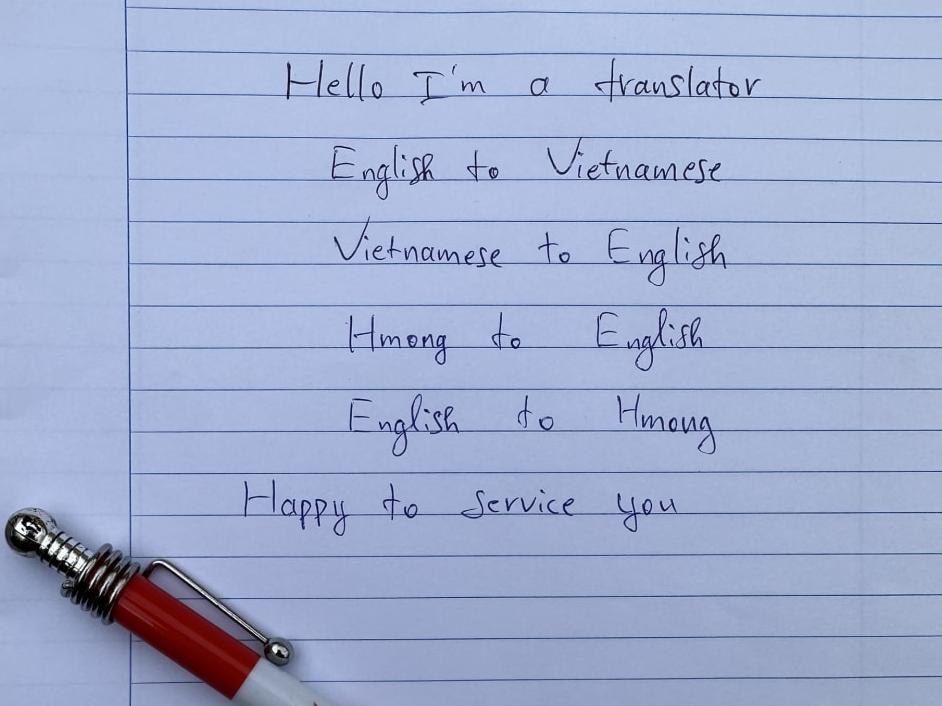 Hello I'm a translator
English to Vietnamese
Vietnamese to English
Hmong to English
English to Hmong
Happy to service you